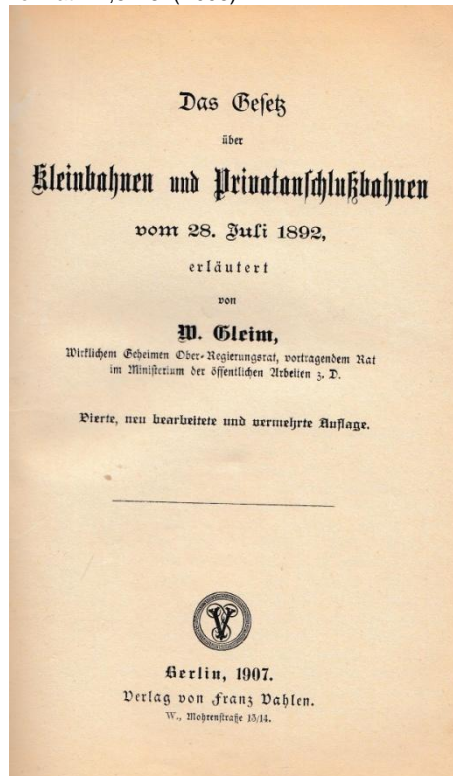 Das Gesetz
über
Kleinbahnen und Privatanschlußbahnen
vom 28. Juli 1892,
erläutert
von
W. Gleim,
Wirklichem Geheimen Ober-Regierungsrat, vortragendem Rat
im Ministerium der öffentlichen Arbeiten z. D.
Vierte, neu bearbeitete und vermehrte Auflage.
V
Berlin, 1907.
Verlag von Franz Vahlen.
W., Mohrenstraße 13/14.